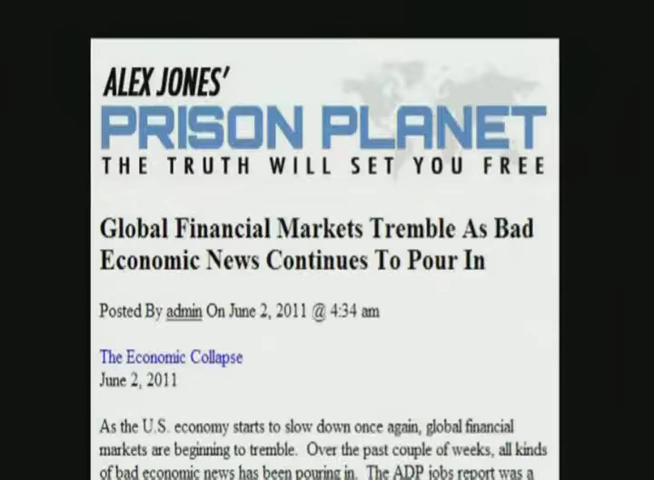 ALEX JONES'
PRISON PLANET
THE TRUTH WILL SET YOU FREE
Global Financial Markets Tremble As Bad
Economic News Continues To Pour In
Posted By admin On June 2, 2011 @ 4:34 am
The Economic Collapse
June 2, 2011
As the U.S. economy starts to slow down once again, global financial
markets are beginning to tremble. Over the past couple of weeks, all kinds
of bad economic news has been pouring in. The ADP jobs report was a